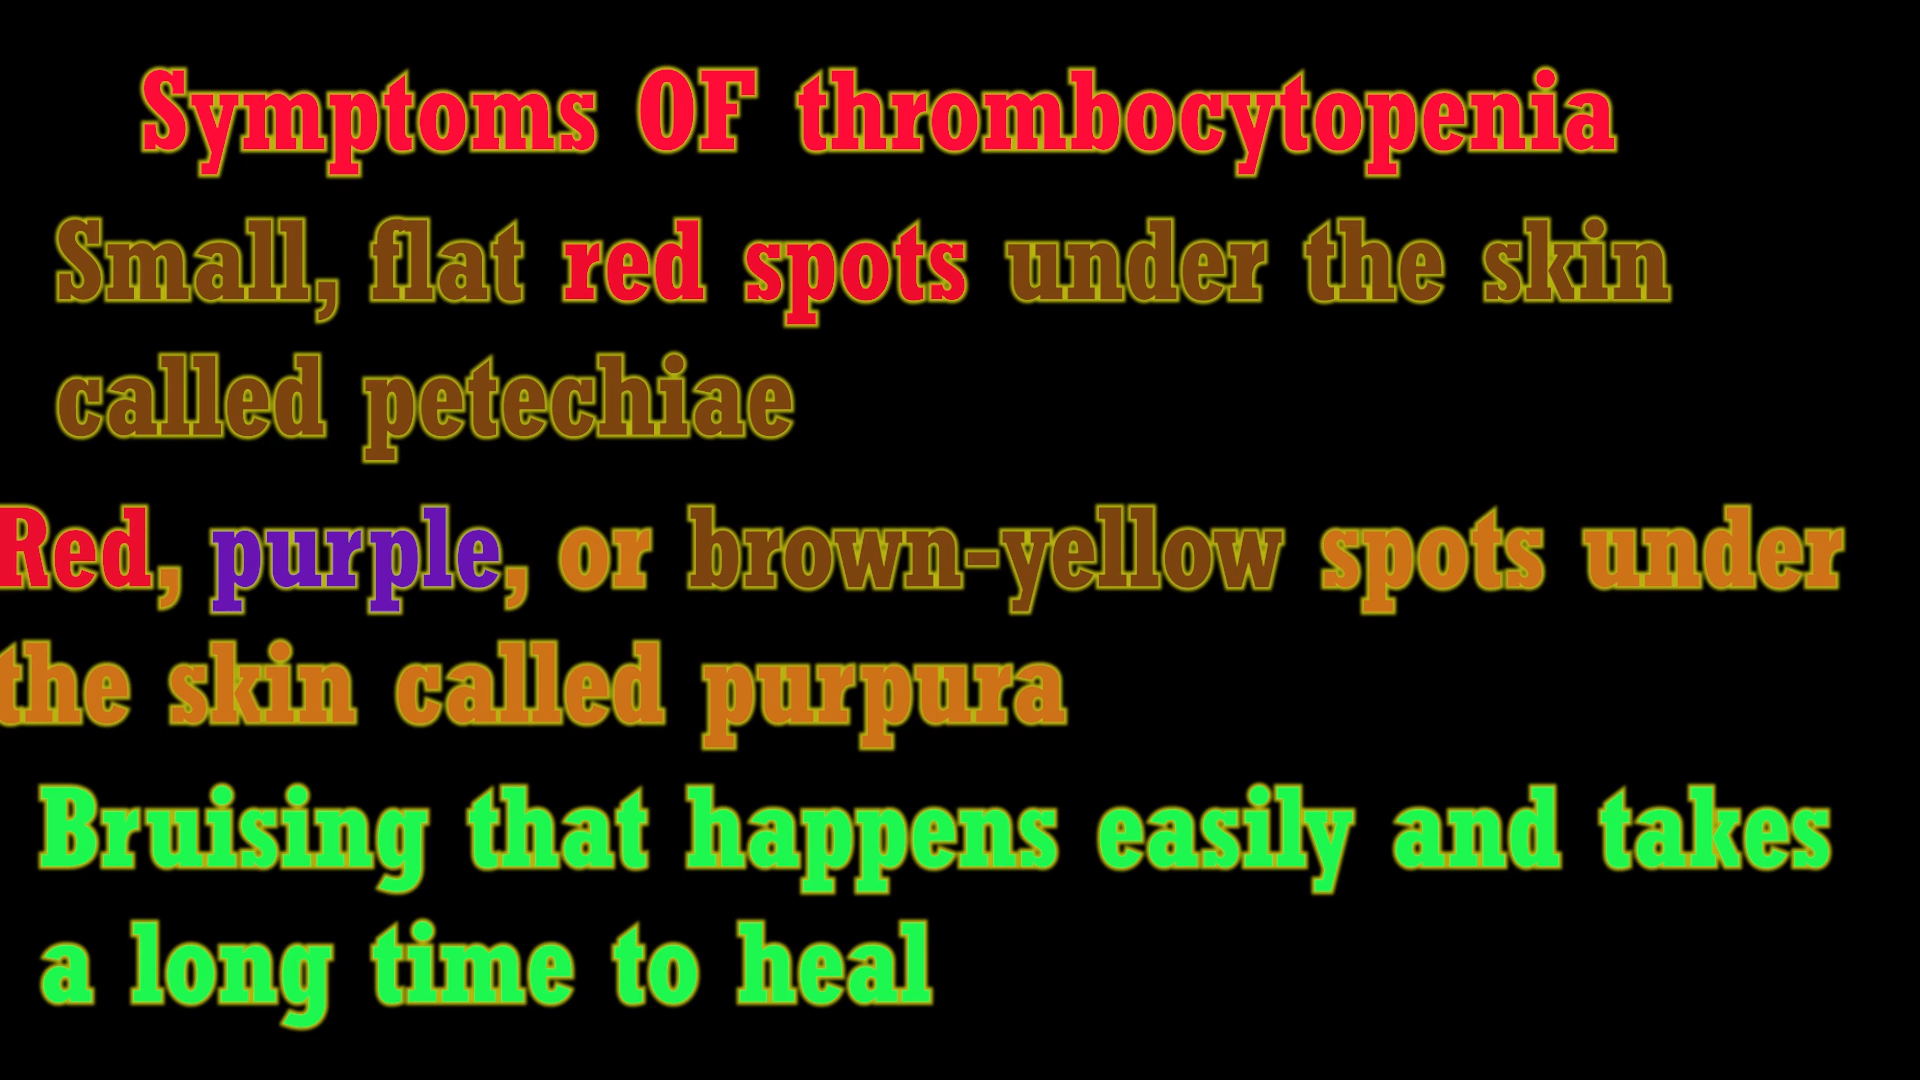 Symptoms OF thrombocytopenia
Small, flat red spots under the skin
called petechiae
Red, purple, or brown-yellow spots under
the skin called purpura
Bruising that happens easily and takes
a long time to heal